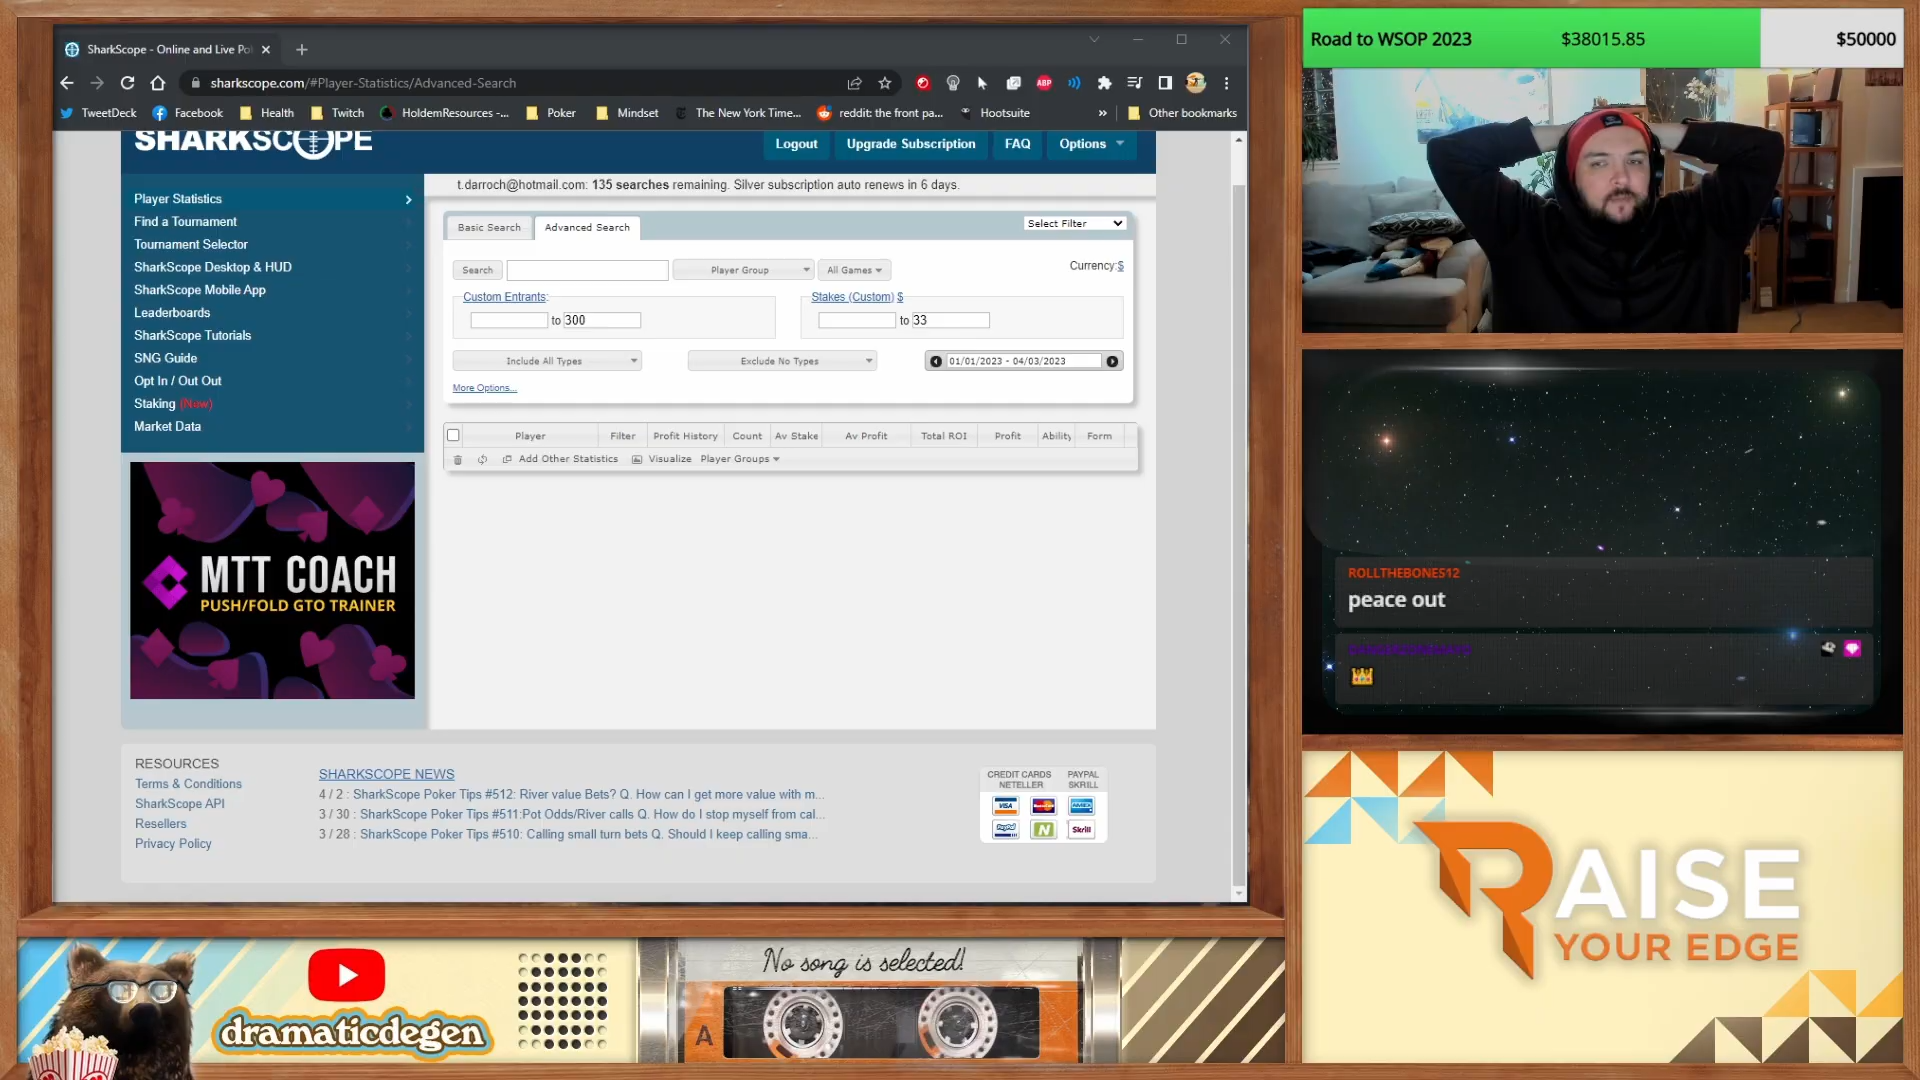 SharkScope - Online and Live Po
sharkscope.com/#Player-Statistics/Advanced-Search
ABP
TweetDeck
Facebook
Health
Twitch
HoldemResources -...
Poker
Mindset
The New York Time...
reddit: the front pa...
Hootsuite
»
Other bookmarks
SHARKSCOPE
Logout
Upgrade Subscription
FAQ
Options
t.darroch@hotmail.com: 135 searches remaining. Silver subscription auto renews in 6 days.
Player Statistics
Find a Tournament
Tournament Selector
SharkScope Desktop & HUD
SharkScope Mobile App
Leaderboards
SharkScope Tutorials
SNG Guide
Opt In / Out Out
Staking (New)
Market Data
Basic Search
Advanced Search
Select Filter
Search
Player Group
All Games
Currency:$
Custom Entrants:
to 300
Stakes (Custom) $
to 33
Include All Types
Exclude No Types
01/01/2023 - 04/03/2023
More Options...
Player Filter Profit History Count Av Stake Av Profit Total ROI Profit Ability Form
Add Other Statistics Visualize Player Groups
MTT COACH
PUSH/FOLD GTO TRAINER
RESOURCES
Terms & Conditions
SharkScope API
Resellers
Privacy Policy
SHARKSCOPE NEWS
4 / 2 : SharkScope Poker Tips #512: River value Bets? Q. How can I get more value with m...
3 / 30 : SharkScope Poker Tips #511:Pot Odds/River calls Q. How do I stop myself from cal...
3 / 28 : SharkScope Poker Tips #510: Calling small turn bets Q. Should I keep calling sma...
CREDIT CARDS
NETELLER
PAYPAL
SKRILL
VISA
MasterCard
AMEX
PayPal
N
Skrill
Road to WSOP 2023
$38015.85
$50000
ROLLTHEBONES12
peace out
RAISE
YOUR EDGE
dramaticdegen
No song is selected!
A